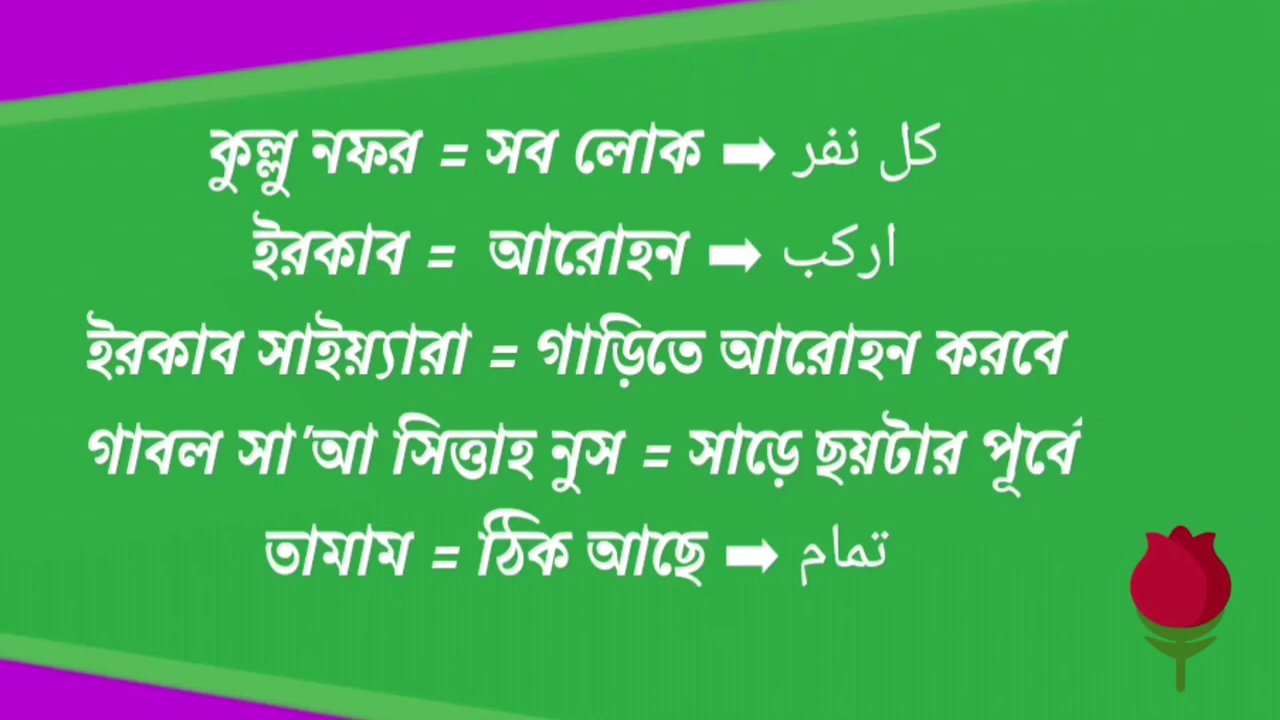 কুল্লু নফর = সব লোক ➡ كل نفر
ইরকাব = আরোহন ➡ اركب
ইরকাব সাইয়্যারা = গাড়িতে আরোহন করবে
গাবল সা'আ সিত্তাহ নুস = সাড়ে ছয়টার পূর্বে
তামাম = ঠিক আছে ➡ تمام